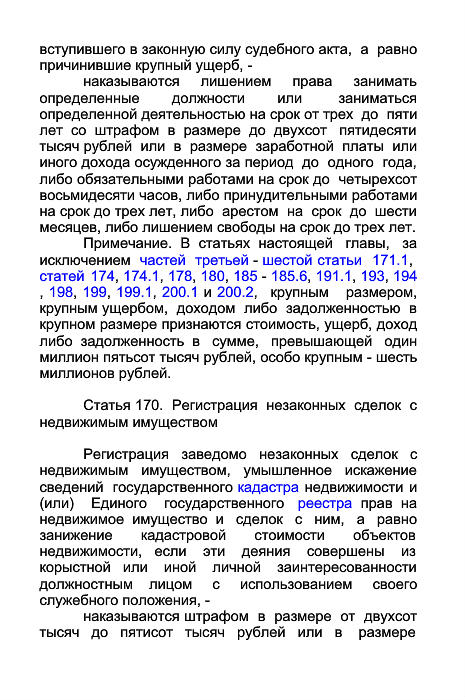 вступившего в законную силу судебного акта, а равно
причинившие крупный ущерб, -
наказываются лишением права занимать
определенные должности или заниматься
определенной деятельностью на срок от трех до пяти
лет со штрафом в размере до двухсот пятидесяти
тысяч рублей или в размере заработной платы или
иного дохода осужденного за период до одного года,
либо обязательными работами на срок до четырехсот
восьмидесяти часов, либо принудительными работами
на срок до трех лет, либо арестом на срок до шести
месяцев, либо лишением свободы на срок до трех лет.
Примечание. В статьях настоящей главы, за
исключением частей третьей - шестой статьи 171.1,
статей 174, 174.1, 178, 180, 185 - 185.6, 191.1, 193, 194
, 198, 199, 199.1, 200.1 и 200.2, крупным размером,
крупным ущербом, доходом либо задолженностью в
крупном размере признаются стоимость, ущерб, доход
либо задолженность в сумме, превышающей один
миллион пятьсот тысяч рублей, особо крупным - шесть
миллионов рублей.
Статья 170. Регистрация незаконных сделок с
недвижимым имуществом
Регистрация заведомо незаконных сделок с
недвижимым имуществом, умышленное искажение
сведений государственного кадастра недвижимости и
(или) Единого государственного реестра прав на
недвижимое имущество и сделок с ним, а равно
занижение кадастровой стоимости объектов
недвижимости, если эти деяния совершены из
корыстной или иной личной заинтересованности
должностным лицом с использованием своего
служебного положения, -
наказываются штрафом в размере от двухсот
тысяч до пятисот тысяч рублей или в размере